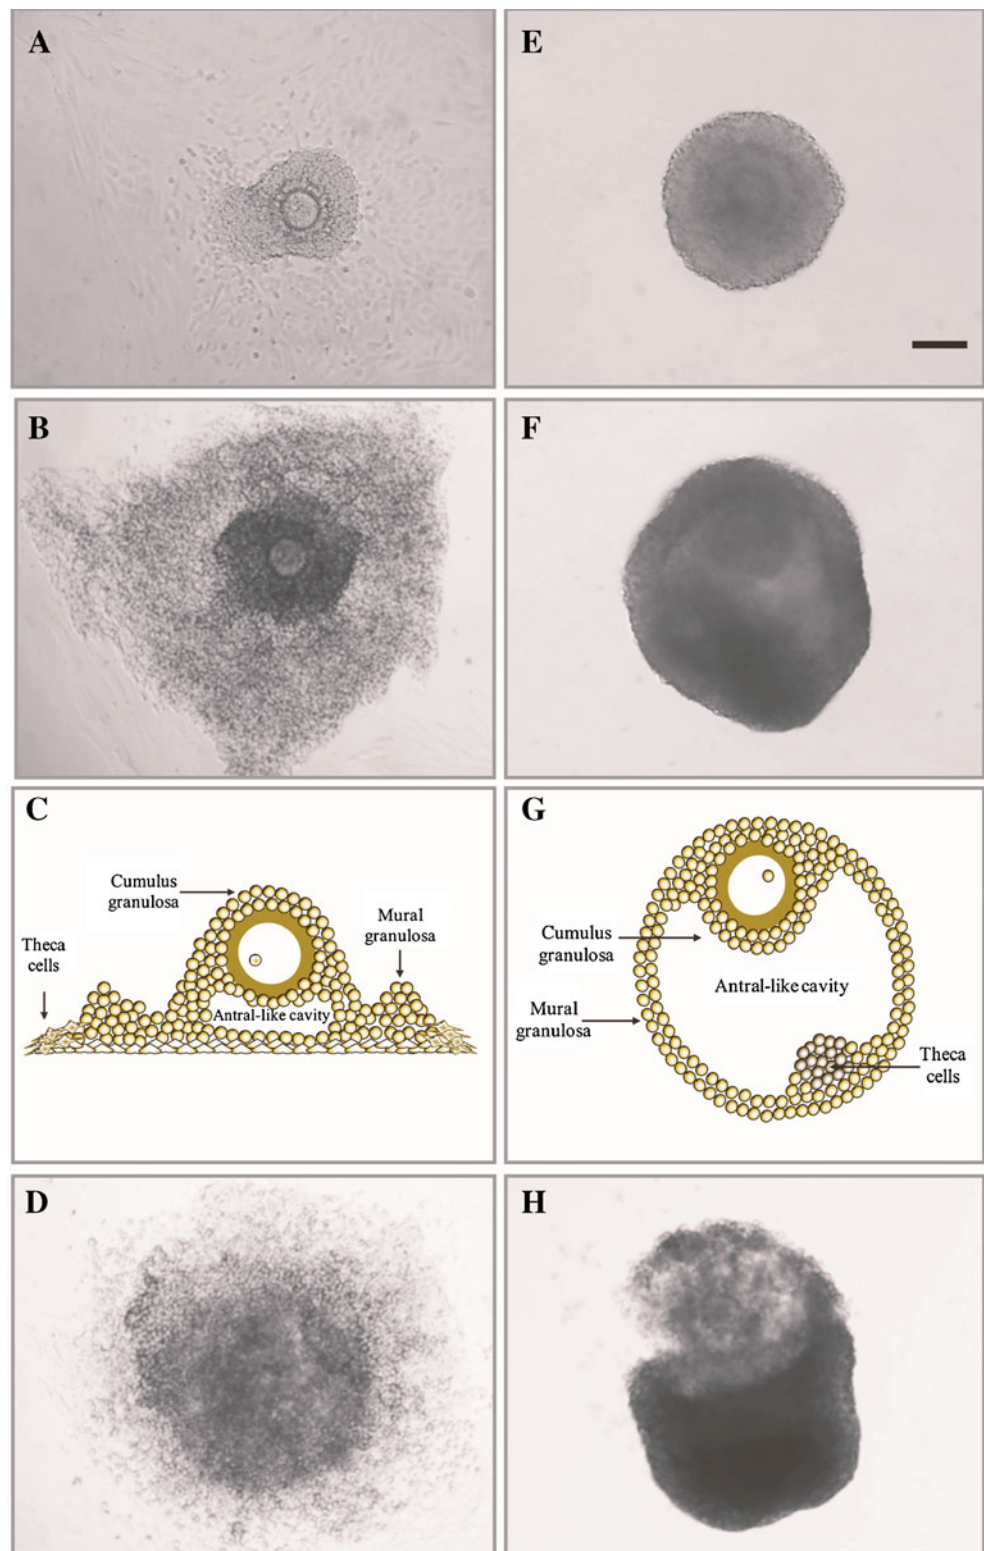 A
E
B
F
C
Cumulus
granulosa
Mural
granulosa
Theca
cells
Antral-like cavity
G
Cumulus
granulosa
Antral-like cavity
Mural
granulosa
Theca
cells
D
H